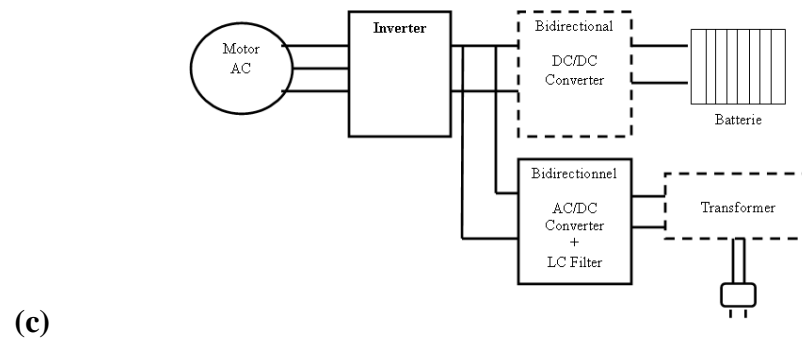 Motor
AC
Inverter
Bidirectional
DC/DC
Converter
Batterie
Bidirectionnel
AC/DC
Converter
+
LC Filter
Transformer
(c)